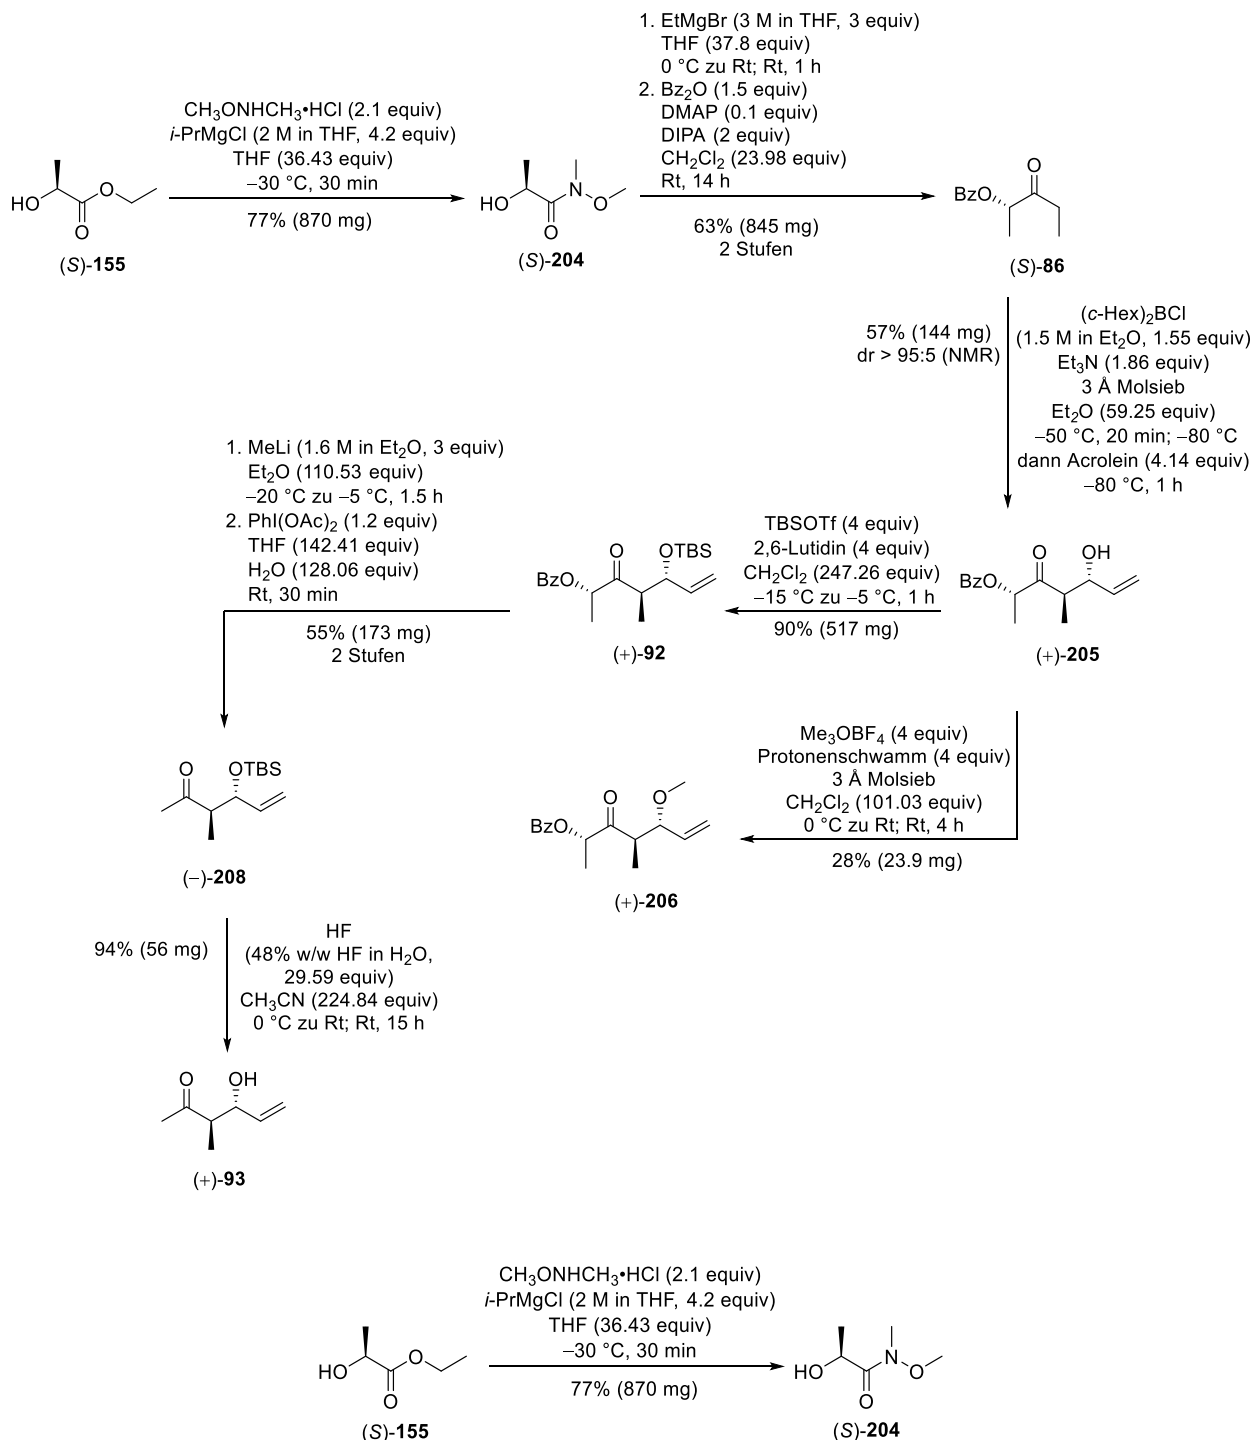 CH₃ONHCH₃•HCl (2.1 equiv)
i-PrMgCl (2 M in THF, 4.2 equiv)
THF (36.43 equiv)
−30 °C, 30 min
77% (870 mg)
HO
O
O
(S)-155
HO
N
O
O
(S)-204
1. EtMgBr (3 M in THF, 3 equiv)
THF (37.8 equiv)
0 °C zu Rt; Rt, 1 h
2. Bz₂O (1.5 equiv)
DMAP (0.1 equiv)
DIPA (2 equiv)
CH₂Cl₂ (23.98 equiv)
Rt, 14 h
63% (845 mg)
2 Stufen
O
BzO
(S)-86
57% (144 mg)
dr > 95:5 (NMR)
(c-Hex)₂BCl
(1.5 M in Et₂O, 1.55 equiv)
Et₃N (1.86 equiv)
3 Å Molsieb
Et₂O (59.25 equiv)
−50 °C, 20 min; −80 °C
dann Acrolein (4.14 equiv)
−80 °C, 1 h
O OH
BzO
(+)-205
TBSOTf (4 equiv)
2,6-Lutidin (4 equiv)
CH₂Cl₂ (247.26 equiv)
−15 °C zu −5 °C, 1 h
90% (517 mg)
O OTBS
BzO
(+)-92
1. MeLi (1.6 M in Et₂O, 3 equiv)
Et₂O (110.53 equiv)
−20 °C zu −5 °C, 1.5 h
2. PhI(OAc)₂ (1.2 equiv)
THF (142.41 equiv)
H₂O (128.06 equiv)
Rt, 30 min
55% (173 mg)
2 Stufen
O OTBS
(−)-208
Me₃OBF₄ (4 equiv)
Protonenschwamm (4 equiv)
3 Å Molsieb
CH₂Cl₂ (101.03 equiv)
0 °C zu Rt; Rt, 4 h
28% (23.9 mg)
O O
BzO
(+)-206
94% (56 mg)
HF
(48% w/w HF in H₂O,
29.59 equiv)
CH₃CN (224.84 equiv)
0 °C zu Rt; Rt, 15 h
O OH
(+)-93
CH₃ONHCH₃•HCl (2.1 equiv)
i-PrMgCl (2 M in THF, 4.2 equiv)
THF (36.43 equiv)
−30 °C, 30 min
77% (870 mg)
HO
O
O
(S)-155
HO
N
O
O
(S)-204